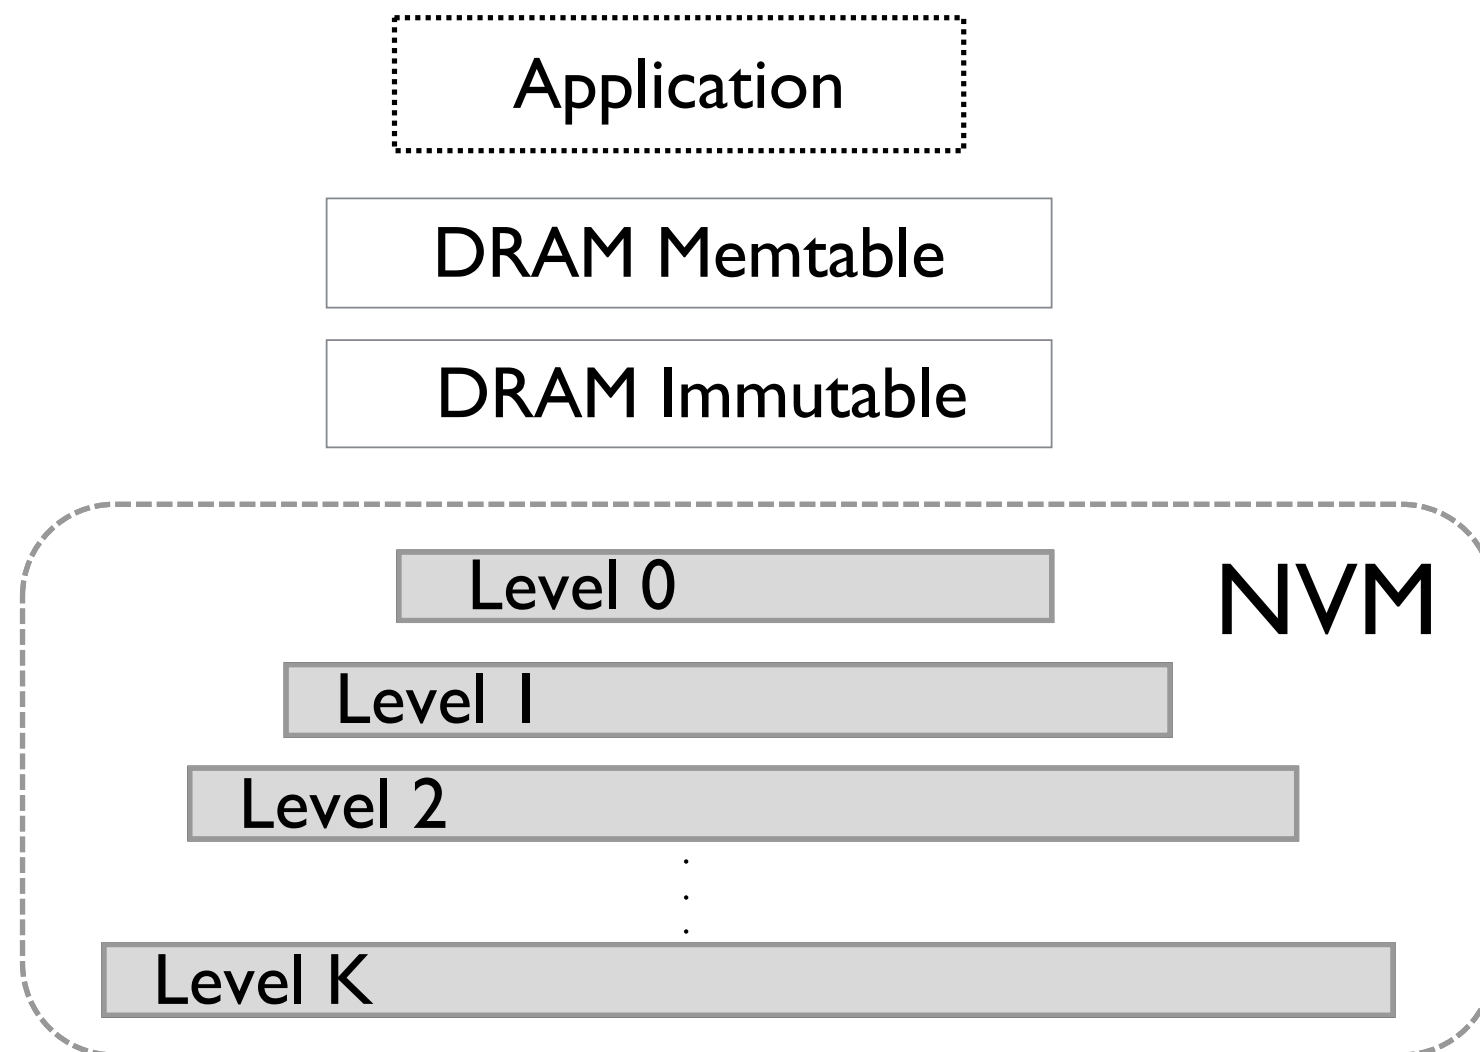 Application
DRAM Memtable
DRAM Immutable
Level 0
NVM
Level 1
Level 2
Level K